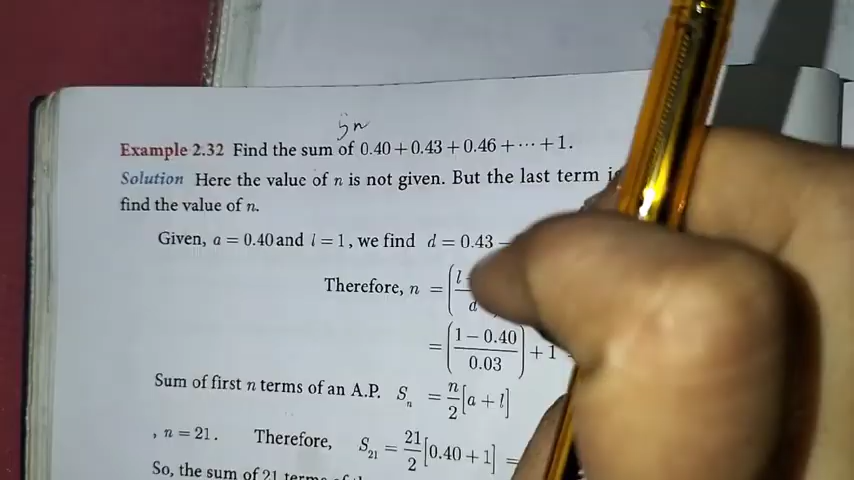 Sn
Example 2.32 Find the sum of 0.40 + 0.43 + 0.46 + ⋯ + 1.
Solution Here the value of n is not given. But the last term is
find the value of n.
Given, a = 0.40 and l = 1, we find d = 0.43 −
Therefore, n = (l
d
= (1 − 0.40 / 0.03) + 1
Sum of first n terms of an A.P. Sₙ = n/2 [a + l]
, n = 21. Therefore, S₂₁ = 21/2 [0.40 + 1] =
So, the sum of 21 terms of